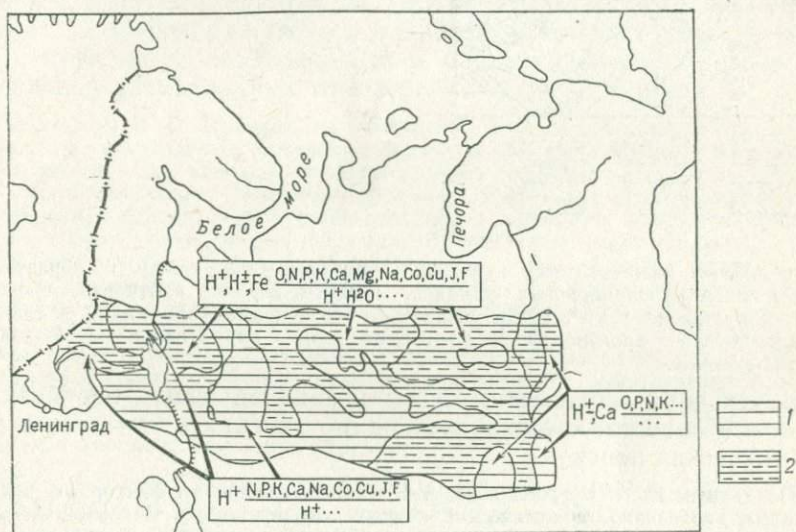 Белое море
Печора
H⁺,H±,Fe O,N,P,K,Ca,Mg,Na,Co,Cu,J,F
H⁺ H²O ····
Ленинград
H±,Ca O,P,N,K...
...
1
2
H⁺ N,P,K,Ca,Na,Co,Cu,J,F
H⁺...